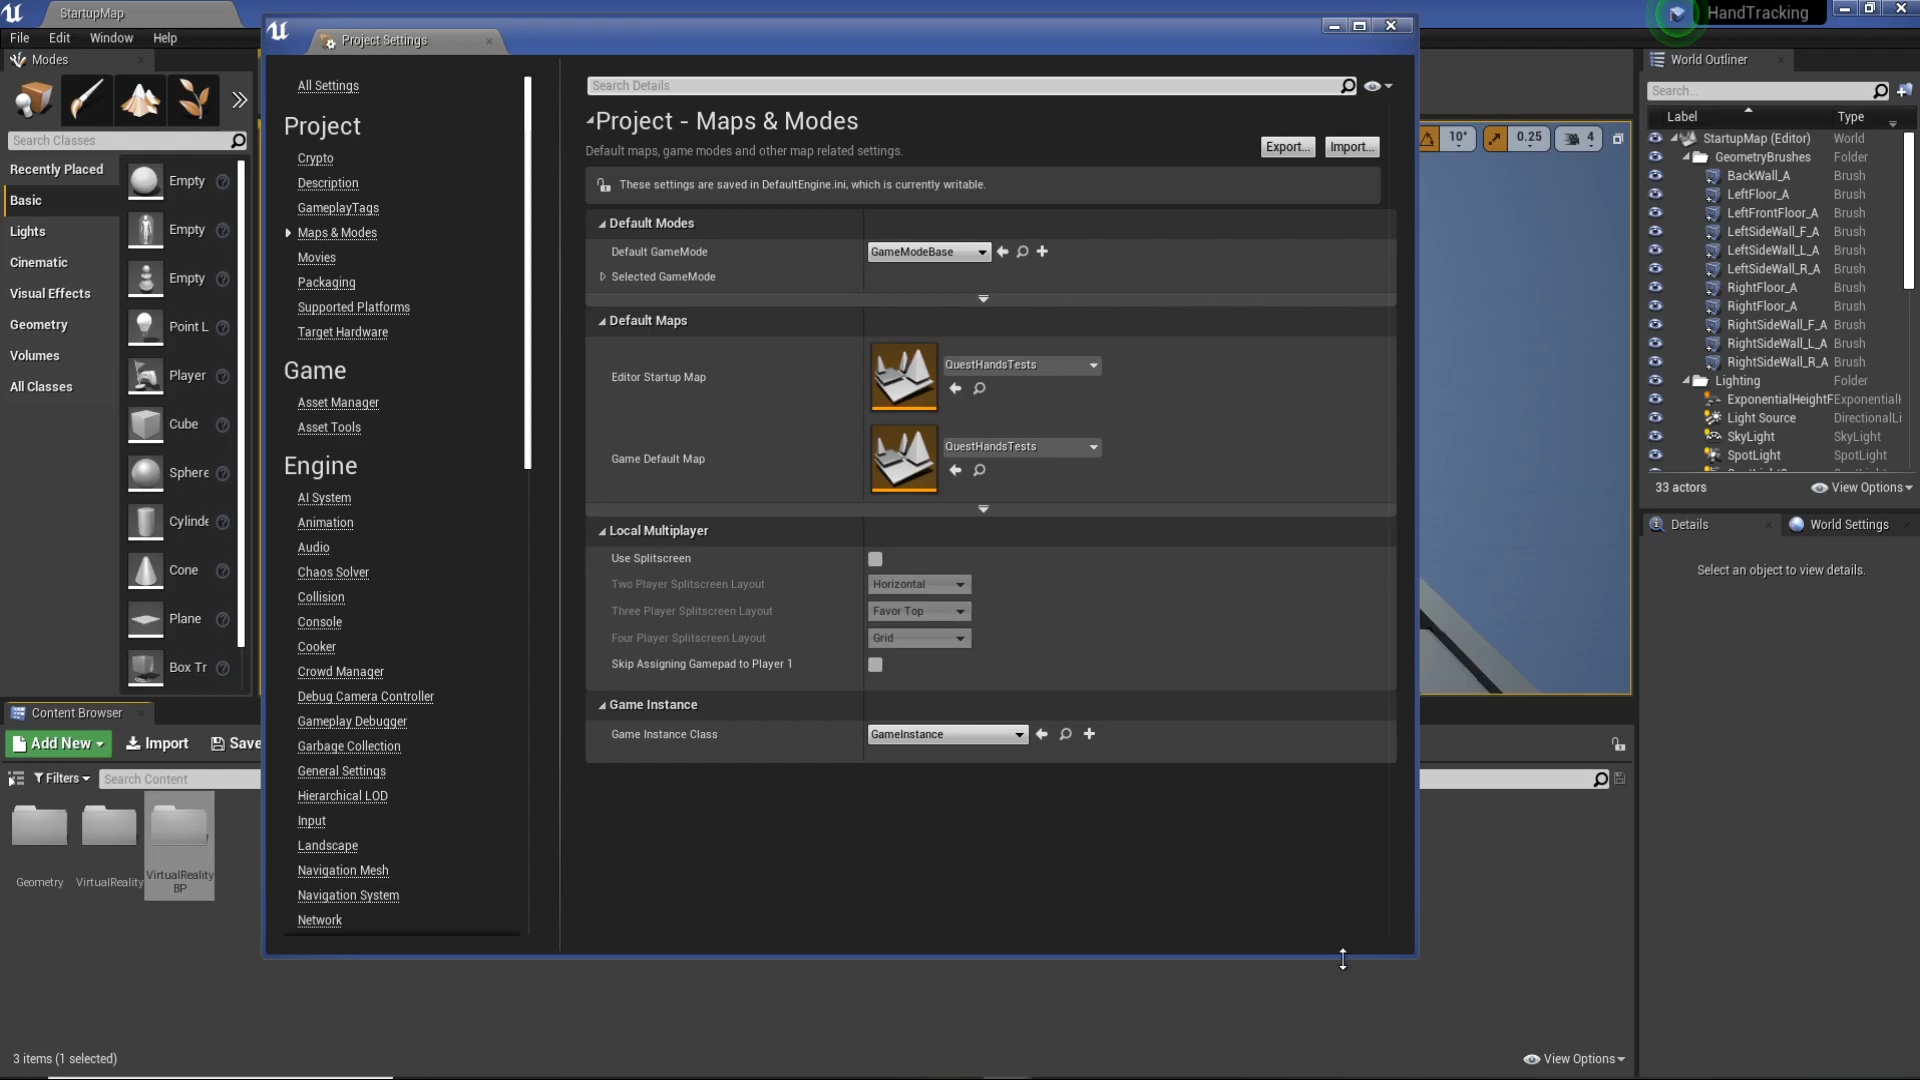 StartupMap
HandTracking
File Edit Window Help
Modes
Search Classes
Recently Placed
Basic
Lights
Cinematic
Visual Effects
Geometry
Volumes
All Classes
Empty
Empty
Empty
Point L
Player
Cube
Sphere
Cylinde
Cone
Plane
Box Tr
Project Settings
All Settings
Project
Crypto
Description
GameplayTags
Maps & Modes
Movies
Packaging
Supported Platforms
Target Hardware
Game
Asset Manager
Asset Tools
Engine
AI System
Animation
Audio
Chaos Solver
Collision
Console
Cooker
Crowd Manager
Debug Camera Controller
Gameplay Debugger
Garbage Collection
General Settings
Hierarchical LOD
Input
Landscape
Navigation Mesh
Navigation System
Network
Search Details
Project - Maps & Modes
Default maps, game modes and other map related settings.
Export... Import...
These settings are saved in DefaultEngine.ini, which is currently writable.
Default Modes
Default GameMode GameModeBase
Selected GameMode
Default Maps
Editor Startup Map QuestHandsTests
Game Default Map QuestHandsTests
Local Multiplayer
Use Splitscreen
Two Player Splitscreen Layout Horizontal
Three Player Splitscreen Layout Favor Top
Four Player Splitscreen Layout Grid
Skip Assigning Gamepad to Player 1
Game Instance
Game Instance Class GameInstance
10° 0.25 4
World Outliner
Search...
Label Type
StartupMap (Editor) World
GeometryBrushes Folder
BackWall_A Brush
LeftFloor_A Brush
LeftFrontFloor_A Brush
LeftSideWall_F_A Brush
LeftSideWall_L_A Brush
LeftSideWall_R_A Brush
RightFloor_A Brush
RightFloor_A Brush
RightSideWall_F_A Brush
RightSideWall_L_A Brush
RightSideWall_R_A Brush
Lighting Folder
ExponentialHeightF Exponential
Light Source DirectionalLi
SkyLight SkyLight
SpotLight SpotLight
33 actors View Options
Details World Settings
Select an object to view details.
Content Browser
Add New Import Save
Filters Search Content
Geometry
VirtualReality
VirtualReality
BP
3 items (1 selected) View Options